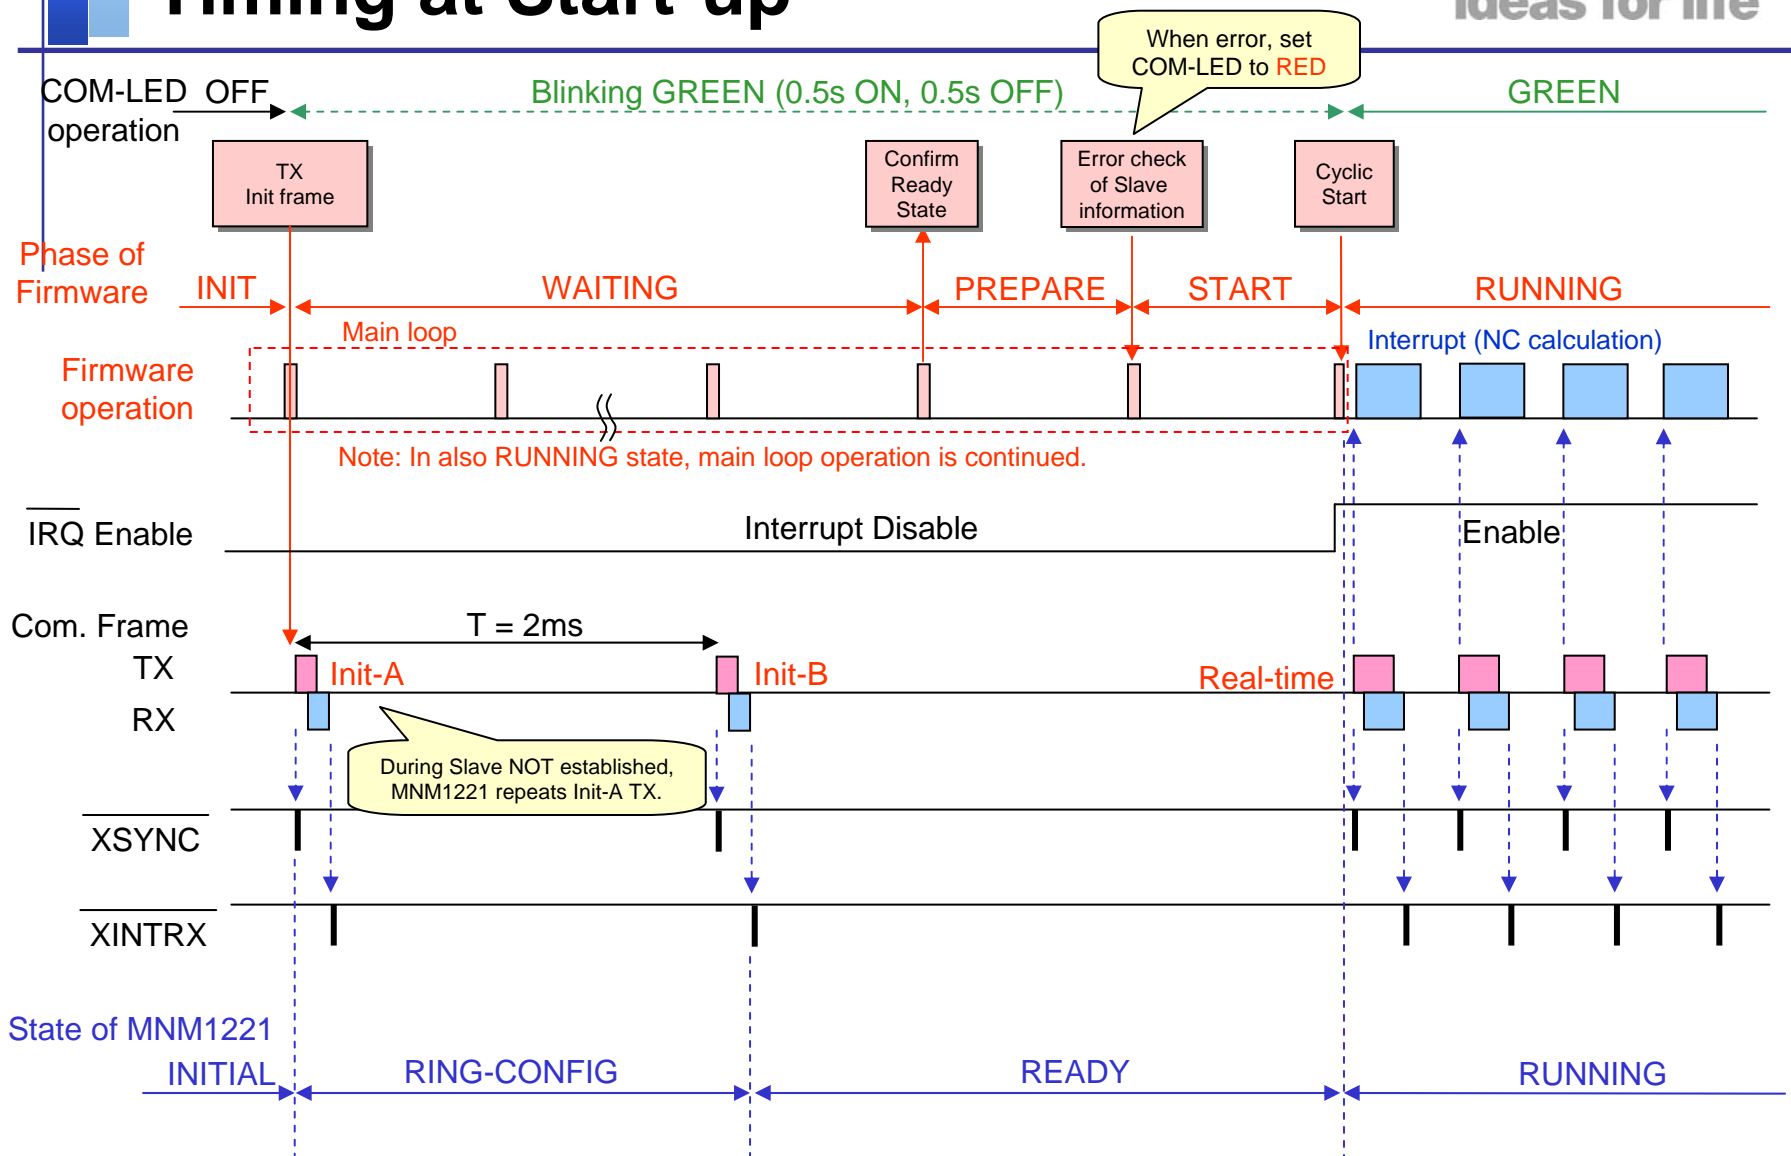 Timing at Start-up
ideas for life
When error, set
COM-LED to RED
COM-LED OFF
operation
Blinking GREEN (0.5s ON, 0.5s OFF)
GREEN
TX
Init frame
Confirm
Ready
State
Error check
of Slave
information
Cyclic
Start
Phase of
Firmware
INIT
WAITING
PREPARE
START
RUNNING
Main loop
Interrupt (NC calculation)
Firmware
operation
Note: In also RUNNING state, main loop operation is continued.
IRQ Enable
Interrupt Disable
Enable
Com. Frame
T = 2ms
TX
Init-A
Init-B
Real-time
RX
During Slave NOT established,
MNM1221 repeats Init-A TX.
XSYNC
XINTRX
State of MNM1221
INITIAL
RING-CONFIG
READY
RUNNING